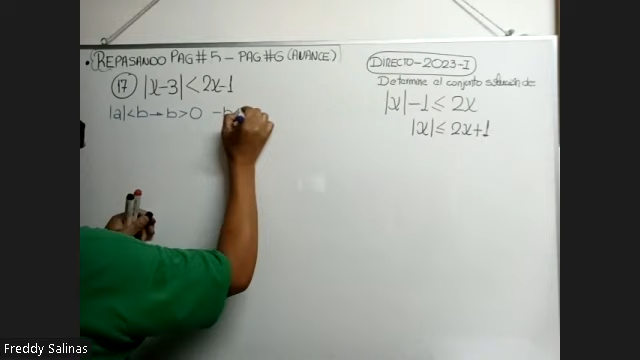 • REPASANDO PAG#5 – PAG.#6 (AVANCE)
17 |x-3| < 2x-1
|a|<b → b>0 -b
DIRECTO-2023-I
Determine el conjunto solución de
|x|-1 ≤ 2x
|x| ≤ 2x+1
Freddy Salinas